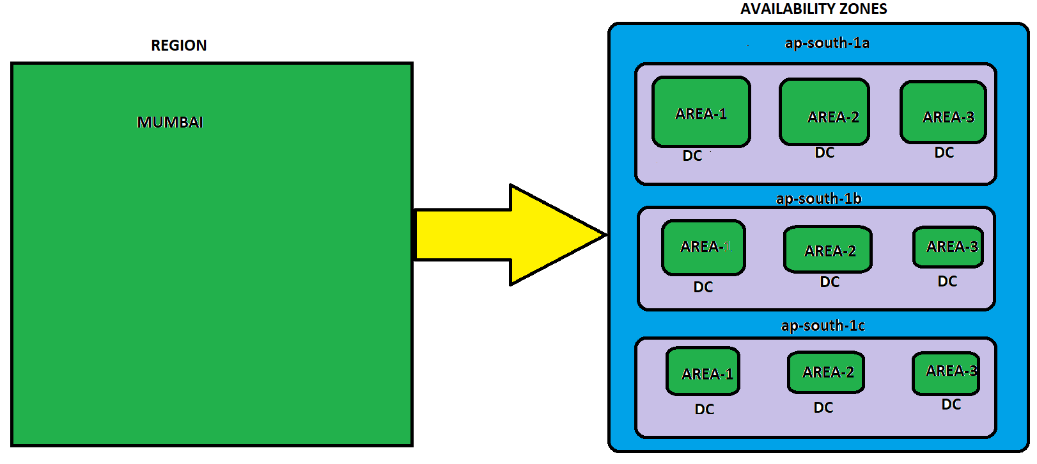 REGION
MUMBAI
AVAILABILITY ZONES
ap-south-1a
AREA-1 AREA-2 AREA-3
DC DC DC
ap-south-1b
AREA- AREA-2 AREA-3
DC DC DC
ap-south-1c
AREA-1 AREA-2 AREA-3
DC DC DC